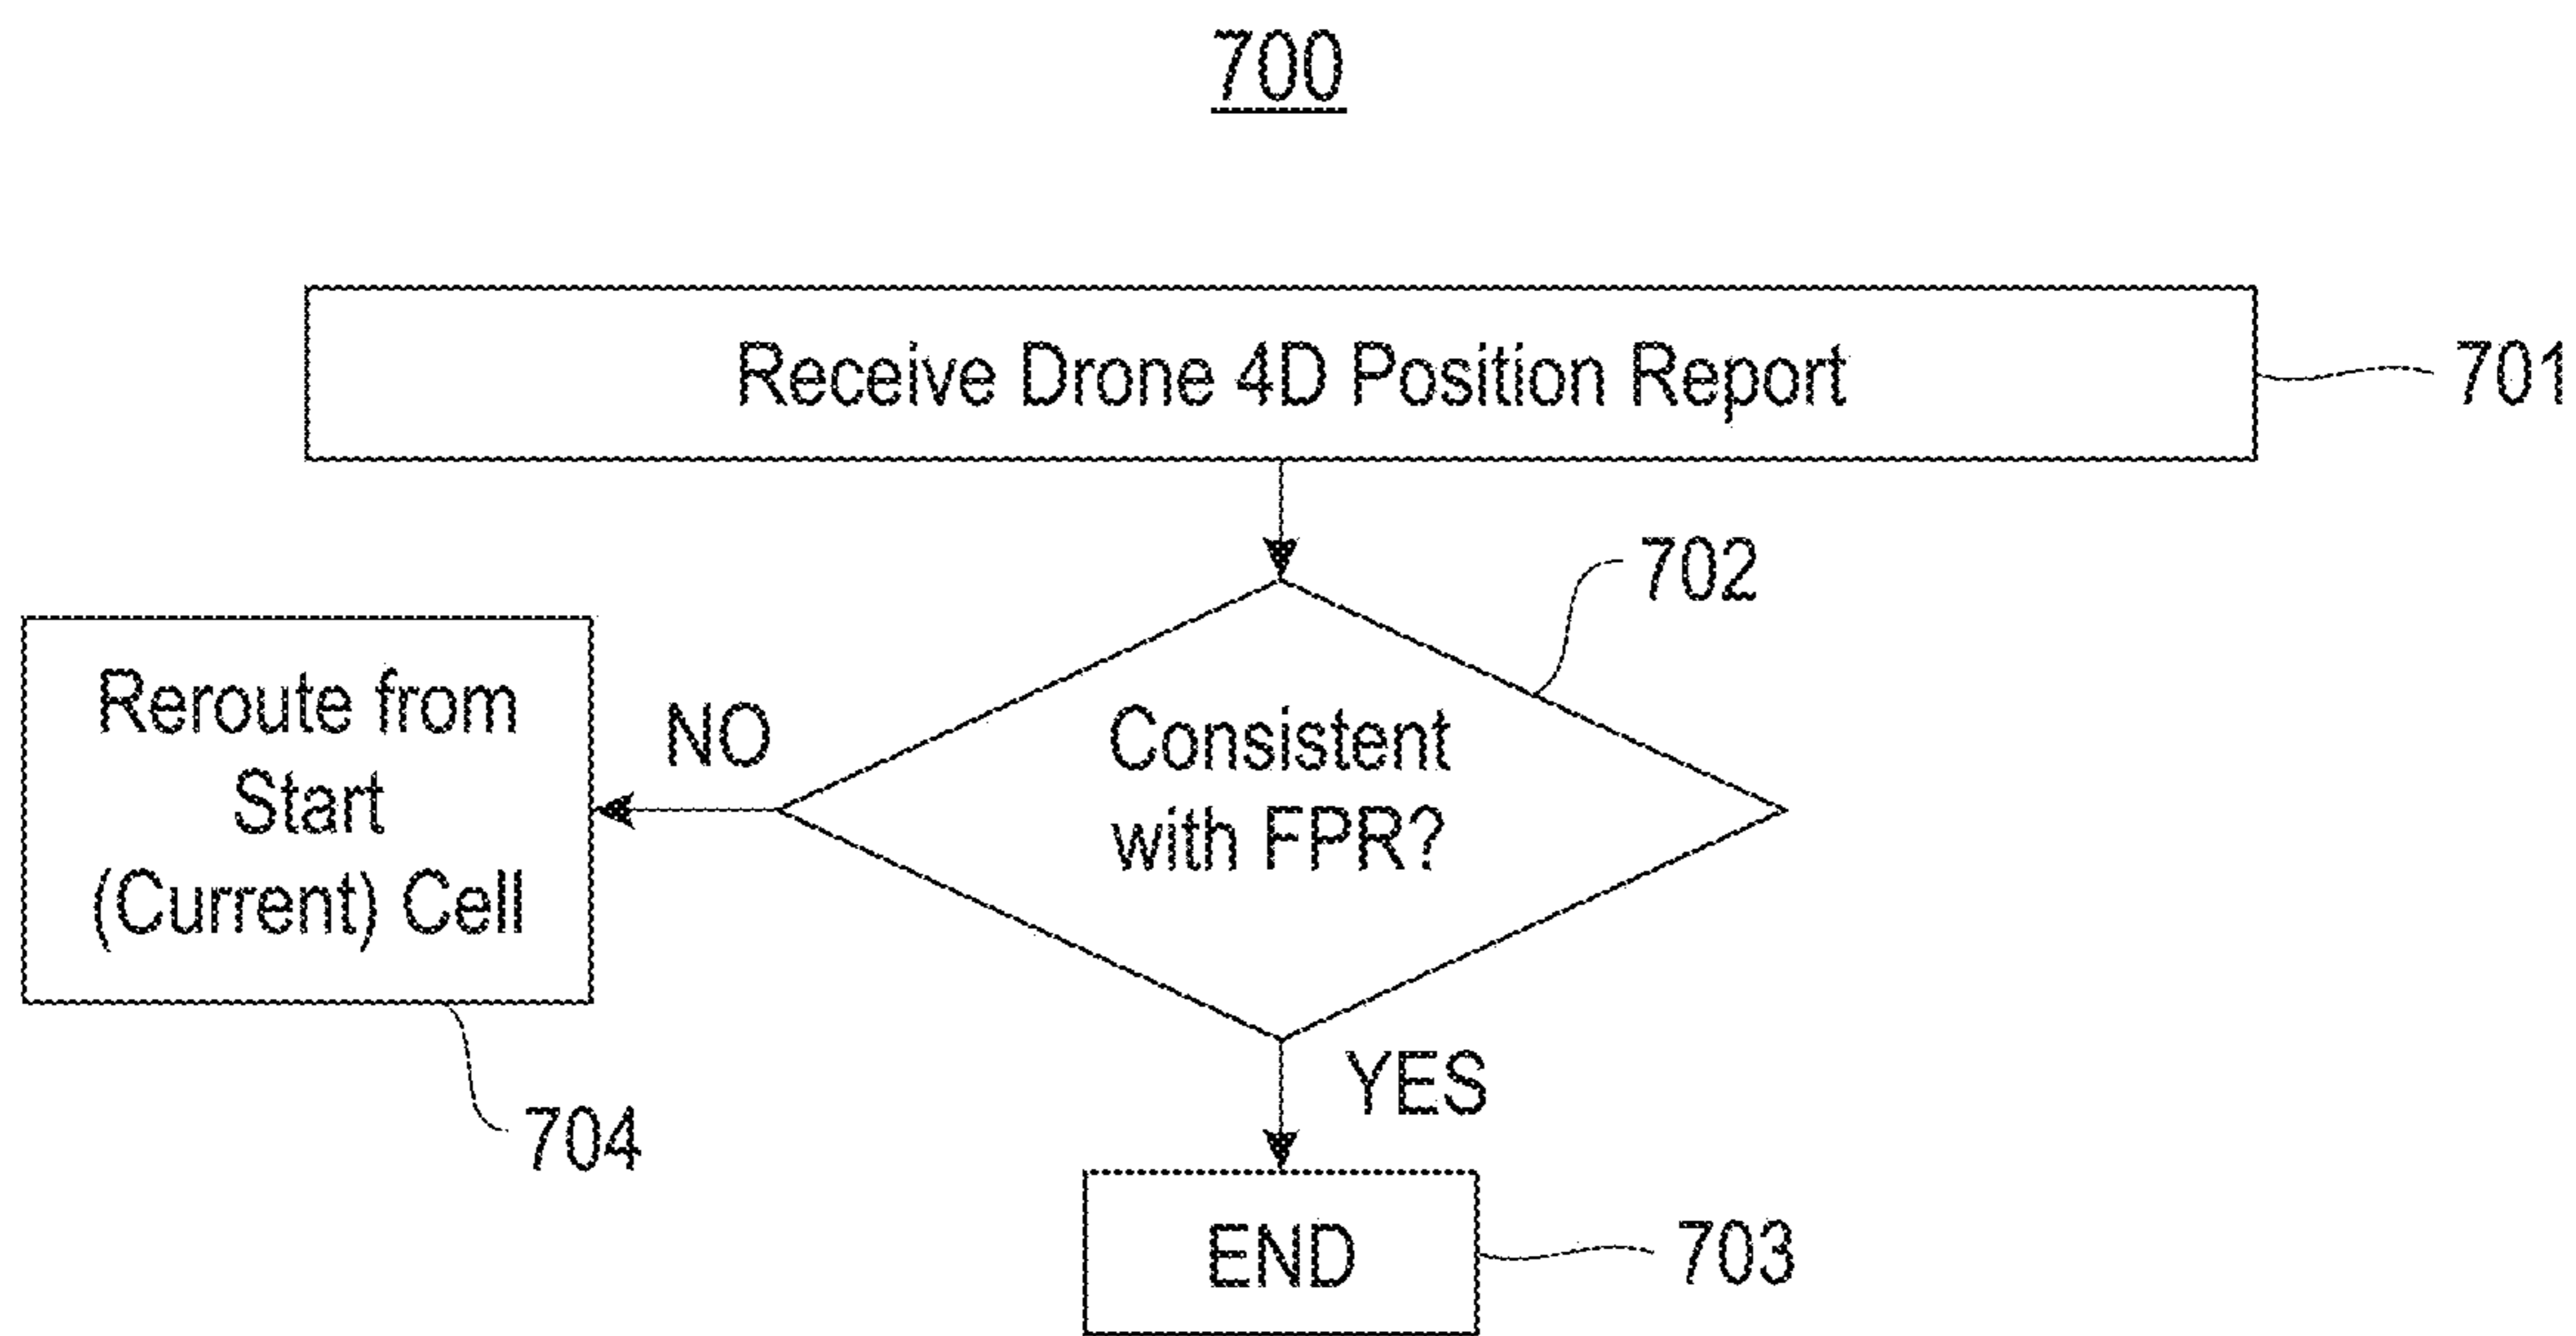 700
Receive Drone 4D Position Report
701
702
Consistent
with FPR?
NO
Reroute from
Start
(Current) Cell
704
YES
END
703